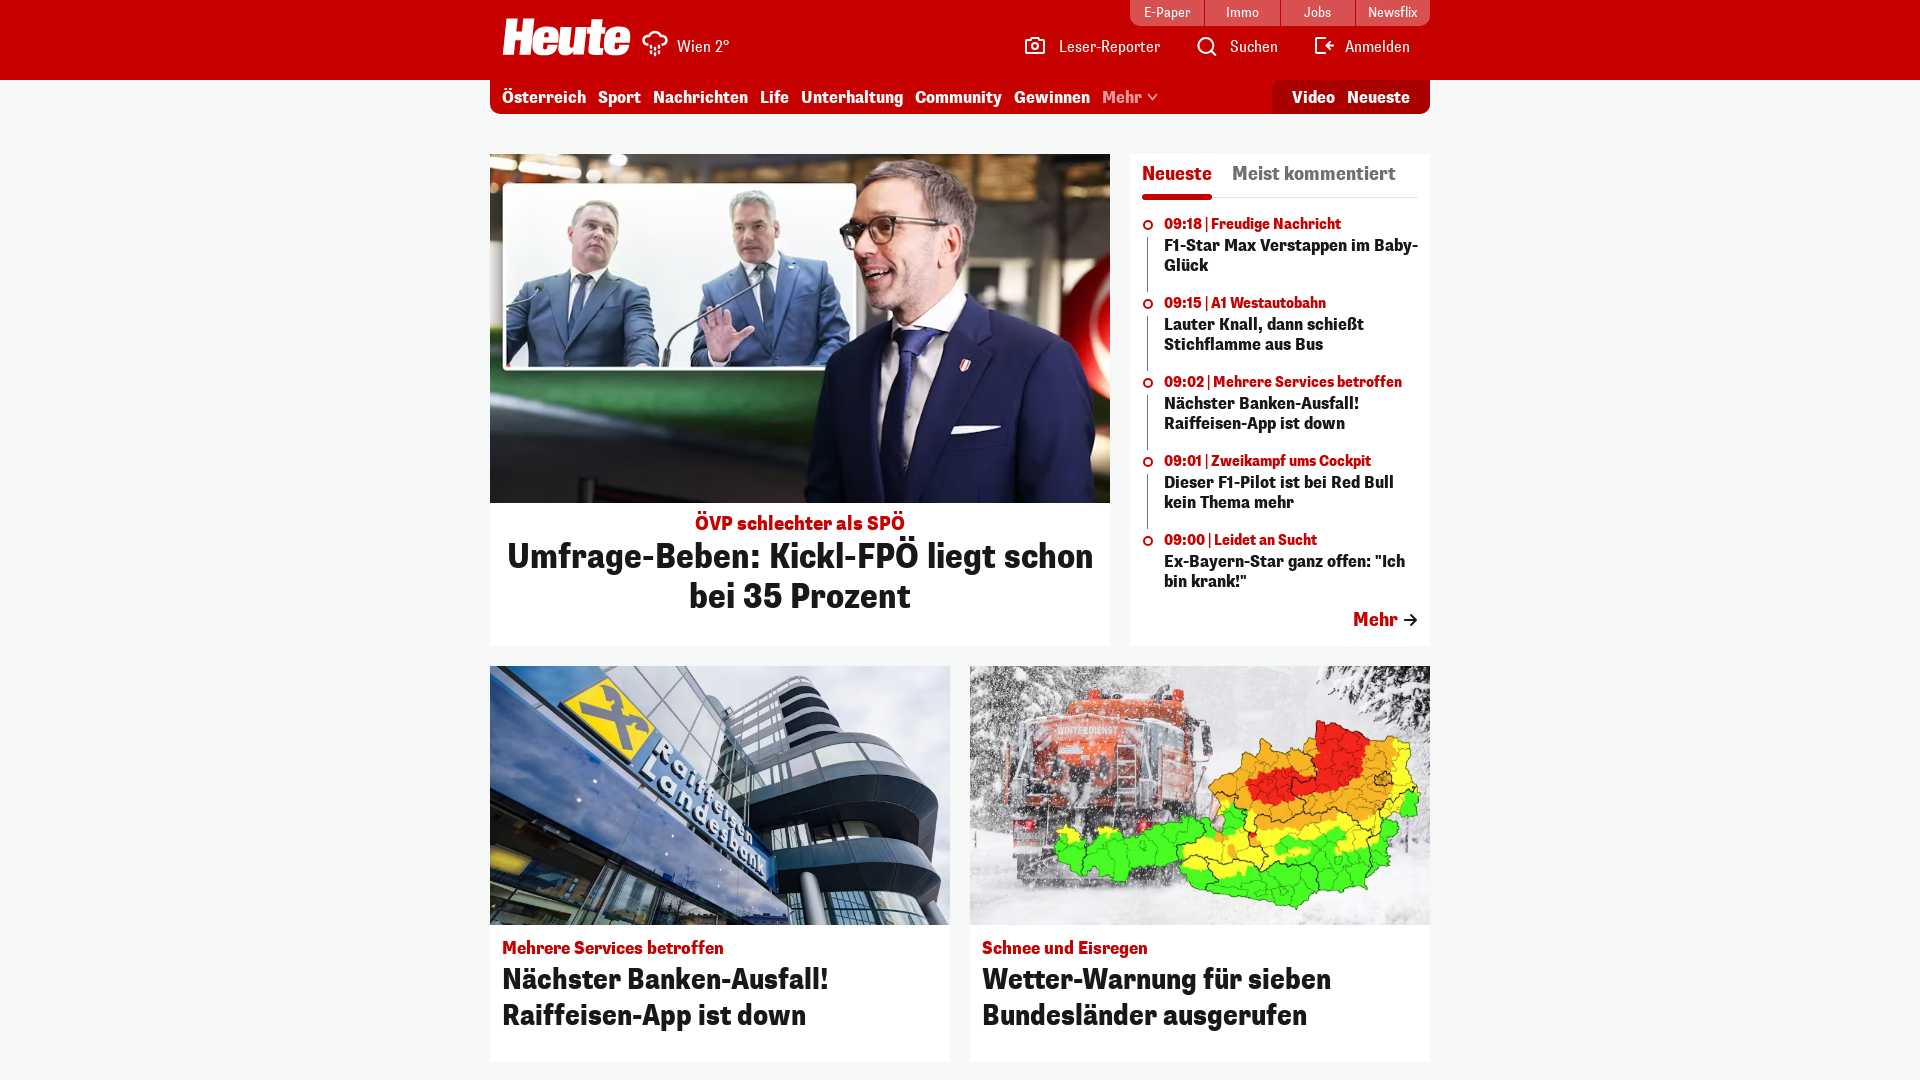 E-Paper
Immo
Jobs
Newsflix
Heute
Wien 2°
Leser-Reporter
Suchen
Anmelden
Österreich
Sport
Nachrichten
Life
Unterhaltung
Community
Gewinnen
Mehr
Video
Neueste
ÖVP schlechter als SPÖ
Umfrage-Beben: Kickl-FPÖ liegt schon
bei 35 Prozent
Neueste
Meist kommentiert
09:18 | Freudige Nachricht
F1-Star Max Verstappen im Baby-
Glück
09:15 | A1 Westautobahn
Lauter Knall, dann schießt
Stichflamme aus Bus
09:02 | Mehrere Services betroffen
Nächster Banken-Ausfall!
Raiffeisen-App ist down
09:01 | Zweikampf ums Cockpit
Dieser F1-Pilot ist bei Red Bull
kein Thema mehr
09:00 | Leidet an Sucht
Ex-Bayern-Star ganz offen: "Ich
bin krank!"
Mehr
Raiffeisen
Landesbank
Mehrere Services betroffen
Nächster Banken-Ausfall!
Raiffeisen-App ist down
WINTERDIENST
Schnee und Eisregen
Wetter-Warnung für sieben
Bundesländer ausgerufen